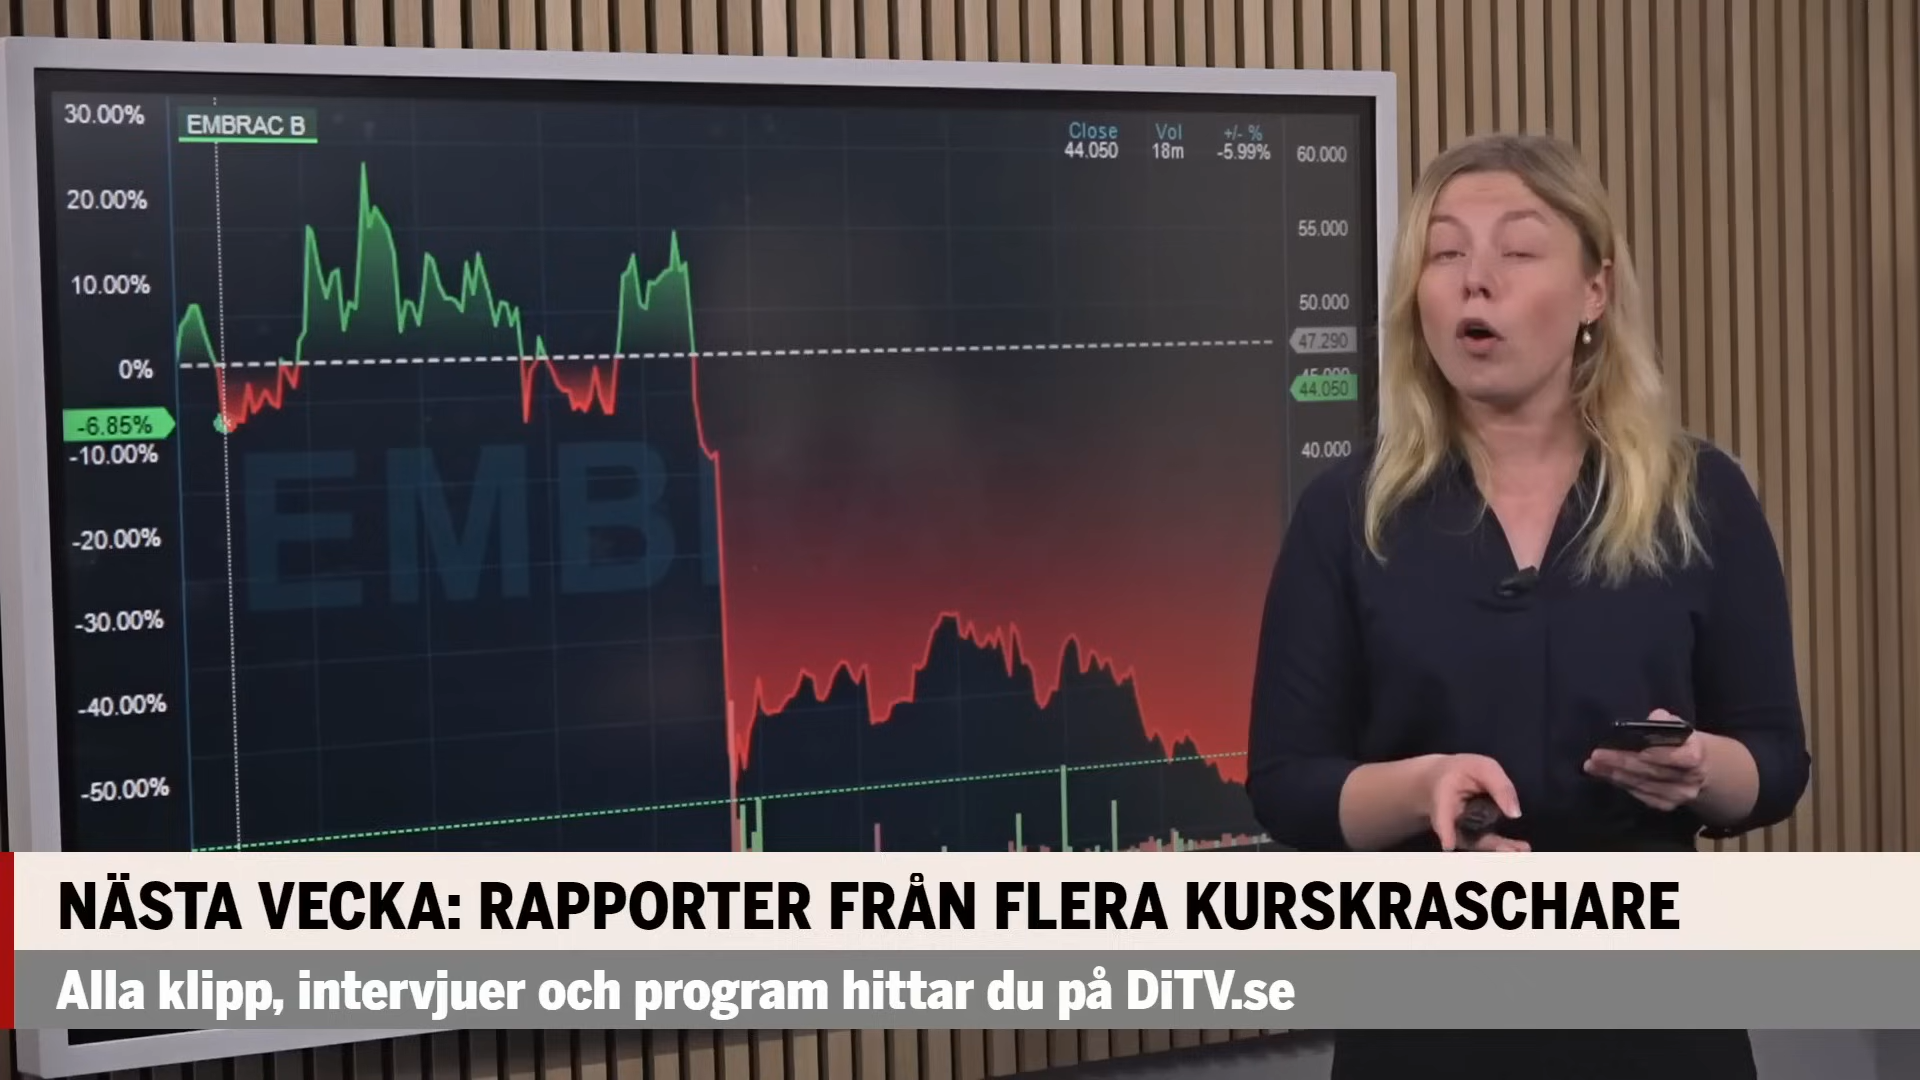 30.00%
20.00%
10.00%
0%
-6.85%
-10.00%
-20.00%
-30.00%
-40.00%
-50.00%
EMBRAC B
Close Vol +/- %
44.050 18m -5.99%
60.000
55.000
50.000
47.290
45.000
44.050
40.000
EMB
NÄSTA VECKA: RAPPORTER FRÅN FLERA KURSKRASCHARE
Alla klipp, intervjuer och program hittar du på DiTV.se